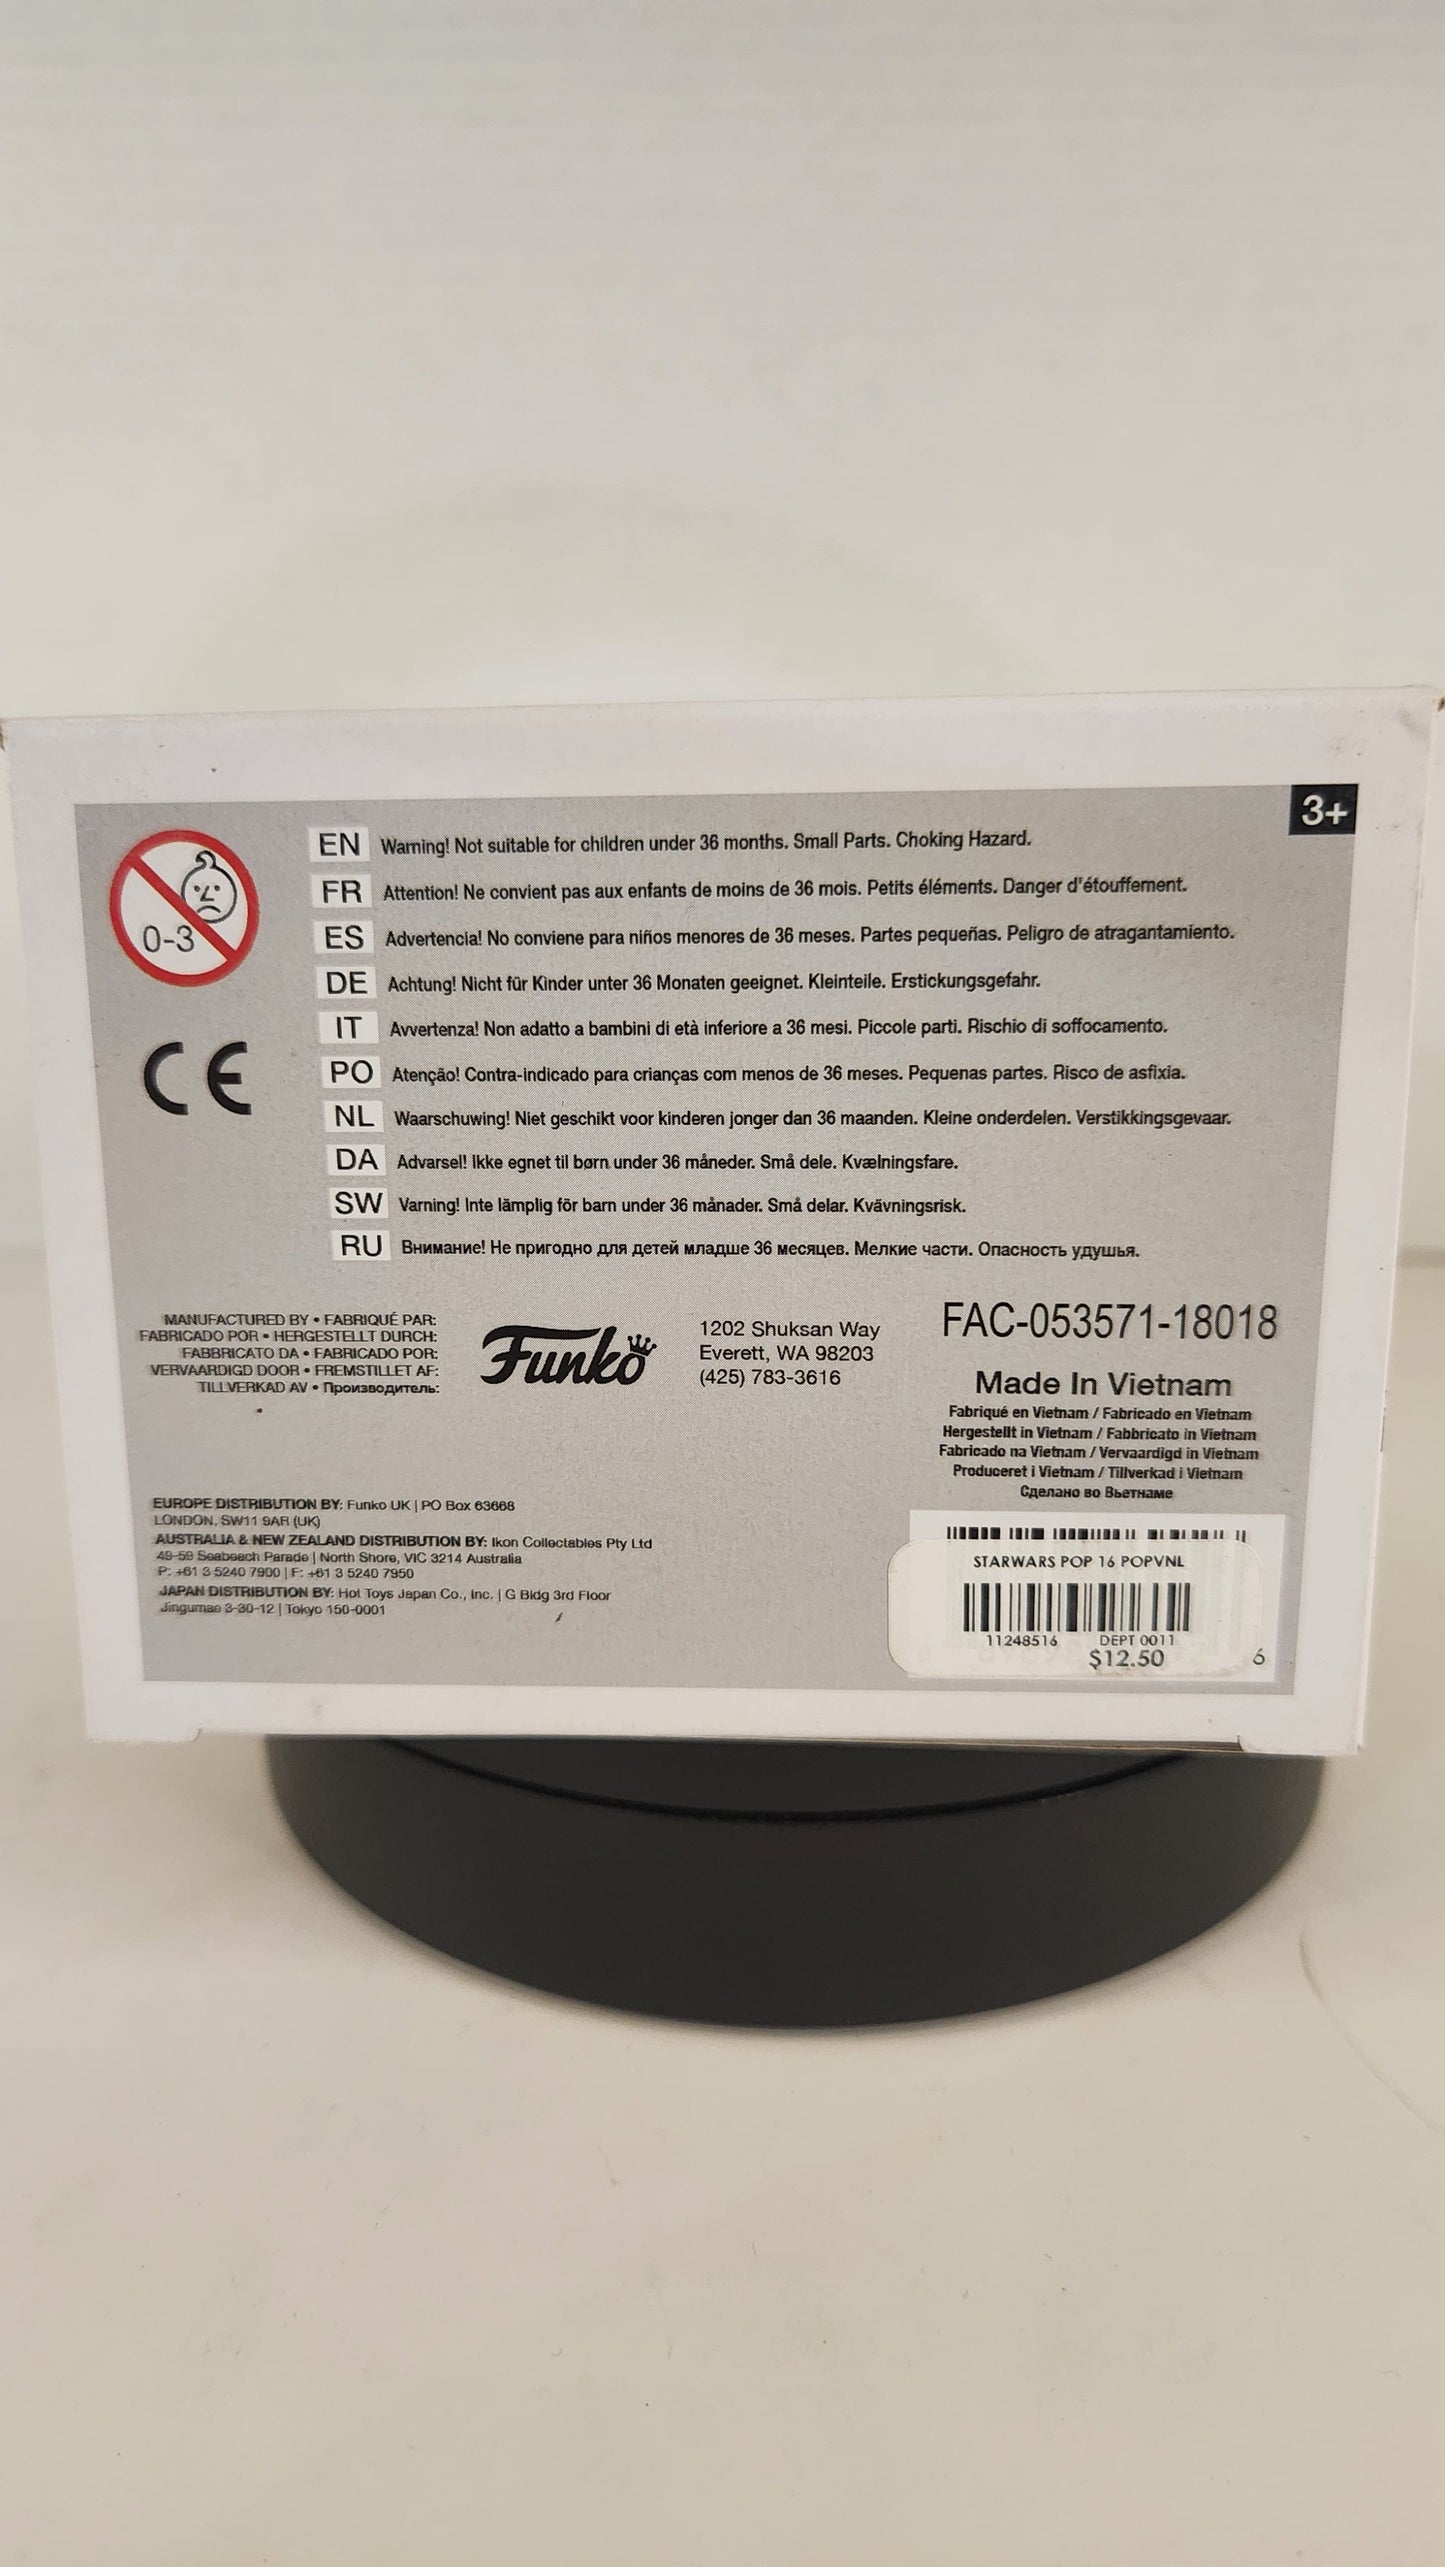 3+
0-3
EN Warning! Not suitable for children under 36 months. Small Parts. Choking Hazard.
FR Attention! Ne convient pas aux enfants de moins de 36 mois. Petits éléments. Danger d'étouffement.
ES Advertencia! No conviene para niños menores de 36 meses. Partes pequeñas. Peligro de atragantamiento.
DE Achtung! Nicht für Kinder unter 36 Monaten geeignet. Kleinteile. Erstickungsgefahr.
IT Avvertenza! Non adatto a bambini di età inferiore a 36 mesi. Piccole parti. Rischio di soffocamento.
PO Atenção! Contra-indicado para crianças com menos de 36 meses. Pequenas partes. Risco de asfixia.
NL Waarschuwing! Niet geschikt voor kinderen jonger dan 36 maanden. Kleine onderdelen. Verstikkingsgevaar.
DA Advarsel! Ikke egnet til børn under 36 måneder. Små dele. Kvælningsfare.
SW Varning! Inte lämplig för barn under 36 månader. Små delar. Kvävningsrisk.
RU Внимание! Не пригодно для детей младше 36 месяцев. Мелкие части. Опасность удушья.
CE
MANUFACTURED BY • FABRIQUÉ PAR:
FABRICADO POR • HERGESTELLT DURCH:
FABBRICATO DA • FABRICADO POR:
VERVAARDIGD DOOR • FREMSTILLET AF:
TILLVERKAD AV • Производитель:
Funko
1202 Shuksan Way
Everett, WA 98203
(425) 783-3616
FAC-053571-18018
Made In Vietnam
Fabriqué en Vietnam / Fabricado en Vietnam
Hergestellt in Vietnam / Fabbricato in Vietnam
Fabricado na Vietnam / Vervaardigd in Vietnam
Produceret i Vietnam / Tillverkad i Vietnam
Сделано во Вьетнаме
EUROPE DISTRIBUTION BY: Funko UK | PO Box 63668
LONDON, SW11 9AR (UK)
AUSTRALIA & NEW ZEALAND DISTRIBUTION BY: Ikon Collectables Pty Ltd
49-59 Seabeach Parade | North Shore, VIC 3214 Australia
P: +61 3 5240 7900 | F: +61 3 5240 7950
JAPAN DISTRIBUTION BY: Hot Toys Japan Co., Inc. | G Bldg 3rd Floor
Jingumae 3-30-12 | Tokyo 150-0001
STARWARS POP 16 POPVNL
11248516 DEPT 0011
$12.50
6